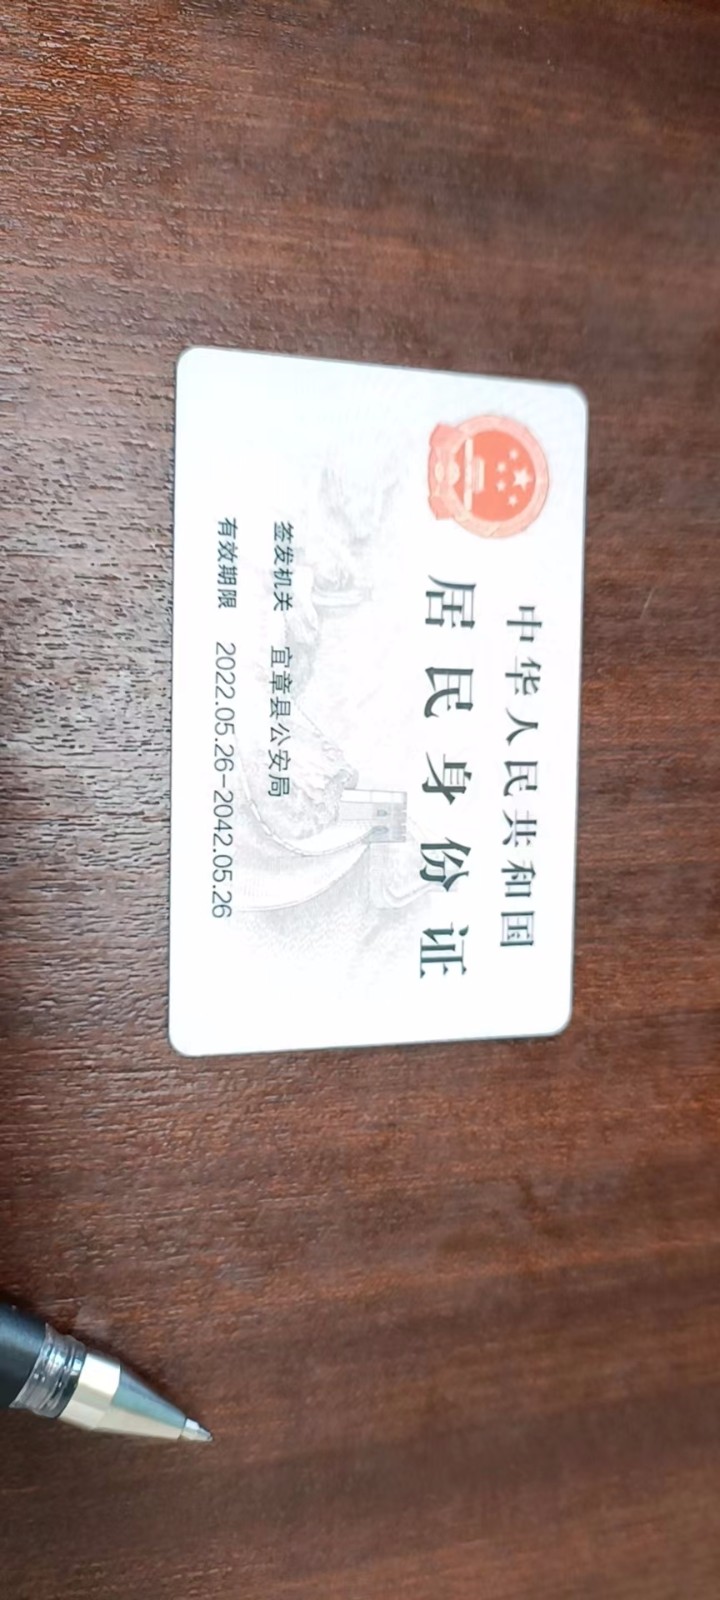 中华人民共和国
居民身份证
签发机关 宜章县公安局
有效期限 2022.05.26-2042.05.26